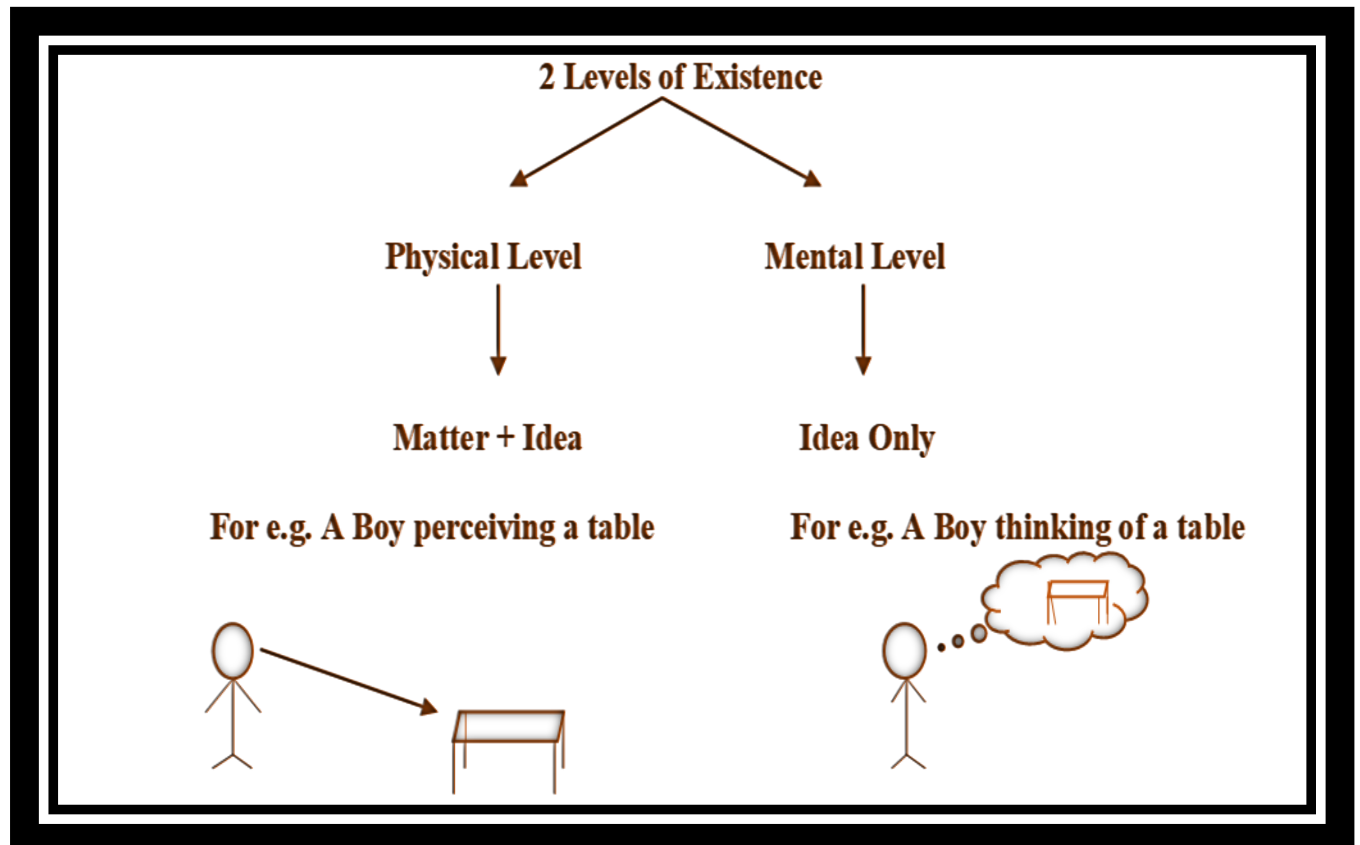 2 Levels of Existence
Physical Level
Mental Level
Matter + Idea
Idea Only
For e.g. A Boy perceiving a table
For e.g. A Boy thinking of a table